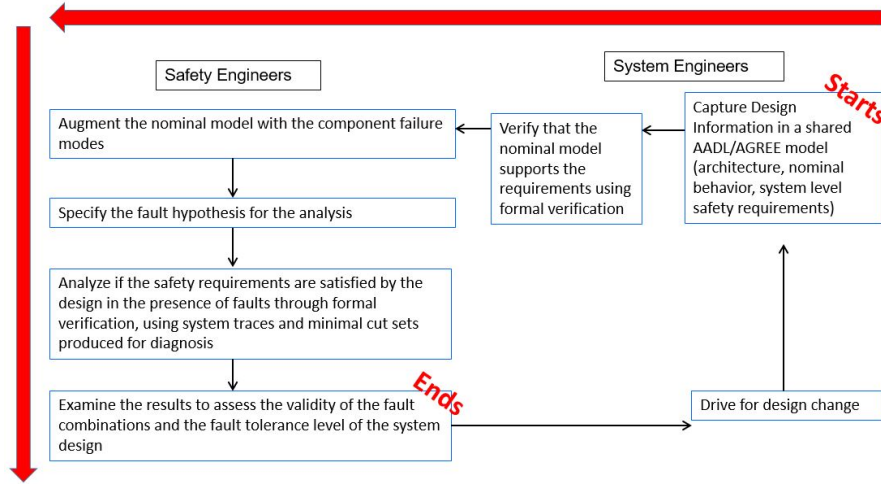 Safety Engineers
System Engineers
Starts
Augment the nominal model with the component failure
modes
Verify that the
nominal model
supports the
requirements using
formal verification
Capture Design
Information in a shared
AADL/AGREE model
(architecture, nominal
behavior, system level
safety requirements)
Specify the fault hypothesis for the analysis
Analyze if the safety requirements are satisfied by the
design in the presence of faults through formal
verification, using system traces and minimal cut sets
produced for diagnosis
Ends
Examine the results to assess the validity of the fault
combinations and the fault tolerance level of the system
design
Drive for design change